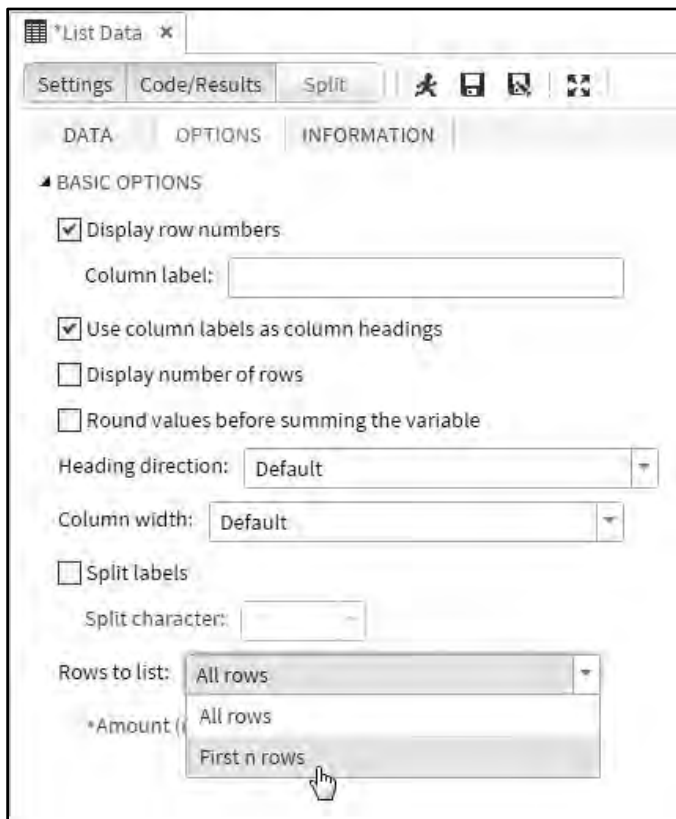 *List Data ×
Settings Code/Results Split
DATA OPTIONS INFORMATION
BASIC OPTIONS
Display row numbers
Column label:
Use column labels as column headings
Display number of rows
Round values before summing the variable
Heading direction: Default
Column width: Default
Split labels
Split character:
Rows to list: All rows
All rows
*Amount
First n rows